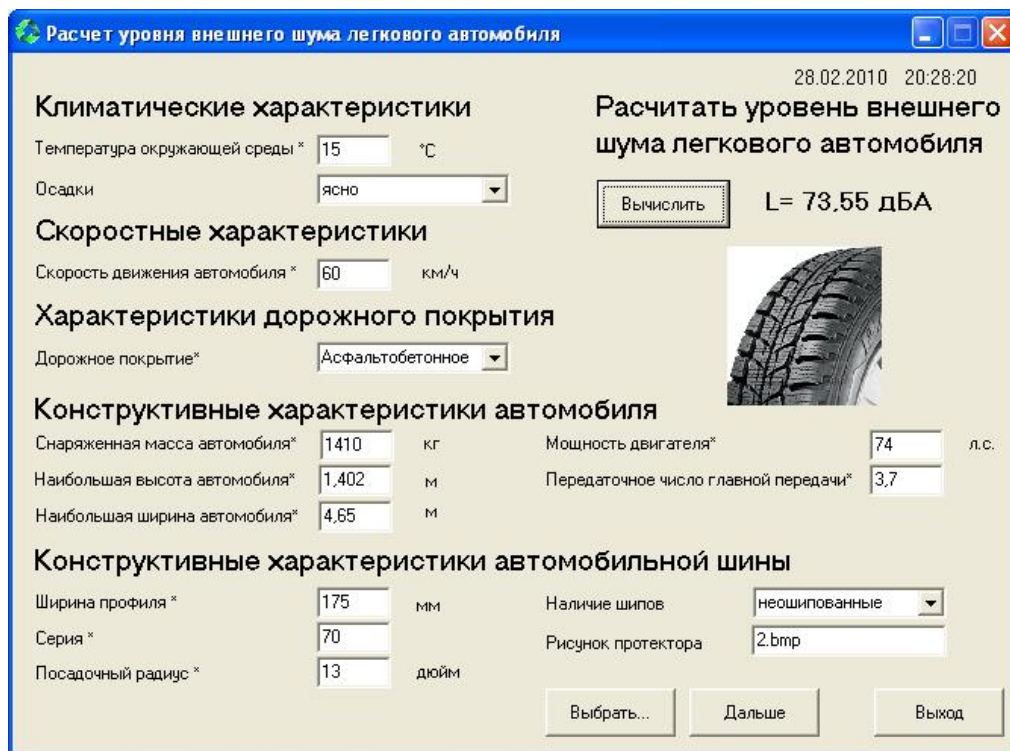 Расчет уровня внешнего шума легкового автомобиля
28.02.2010 20:28:20
Климатические характеристики
Температура окружающей среды * 15 °C
Осадки ясно
Расчитать уровень внешнего
шума легкового автомобиля
Вычислить L= 73,55 дБА
Скоростные характеристики
Скорость движения автомобиля * 60 км/ч
Характеристики дорожного покрытия
Дорожное покрытие* Асфальтобетонное
Конструктивные характеристики автомобиля
Снаряженная масса автомобиля* 1410 кг
Мощность двигателя* 74 л.с.
Наибольшая высота автомобиля* 1,402 м
Передаточное число главной передачи* 3,7
Наибольшая ширина автомобиля* 4,65 м
Конструктивные характеристики автомобильной шины
Ширина профиля * 175 мм
Наличие шипов неошипованные
Серия * 70
Рисунок протектора 2.bmp
Посадочный радиус * 13 дюйм
Выбрать... Дальше Выход